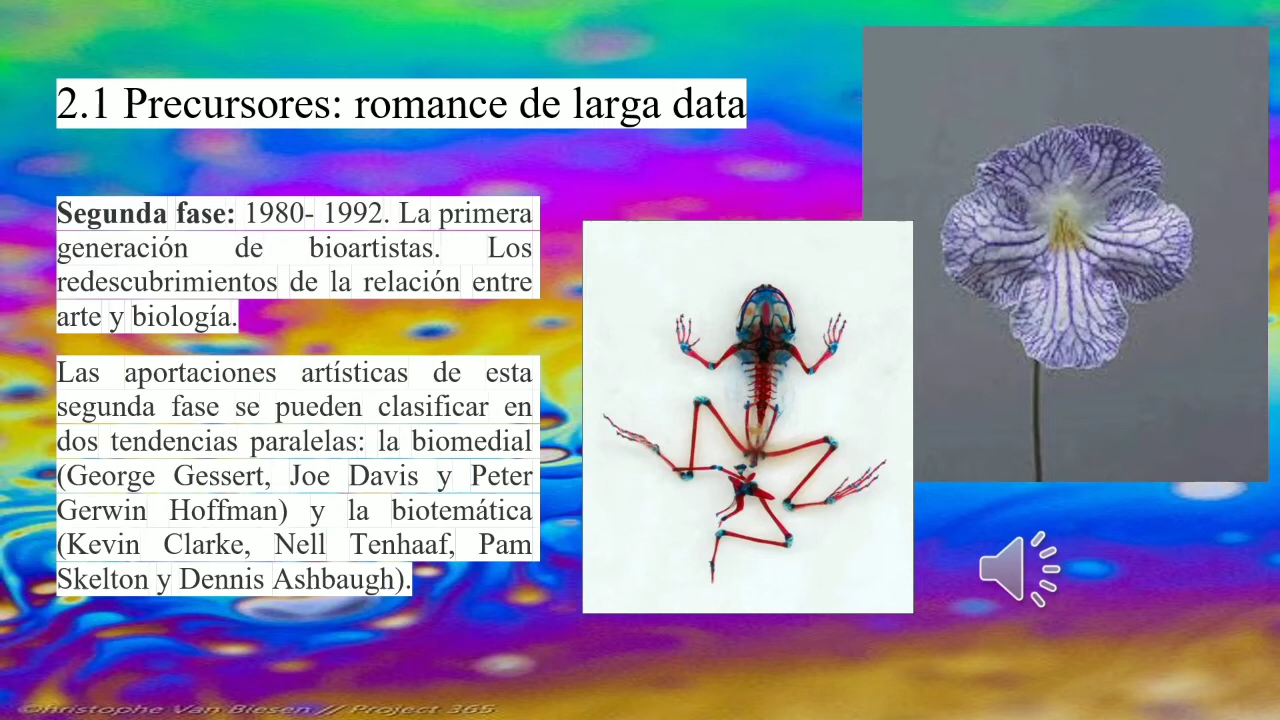 2.1 Precursores: romance de larga data
Segunda fase: 1980- 1992. La primera
generación de bioartistas. Los
redescubrimientos de la relación entre
arte y biología.
Las aportaciones artísticas de esta
segunda fase se pueden clasificar en
dos tendencias paralelas: la biomedial
(George Gessert, Joe Davis y Peter
Gerwin Hoffman) y la biotemática
(Kevin Clarke, Nell Tenhaaf, Pam
Skelton y Dennis Ashbaugh).
©Christophe Van Biesen // Project 365